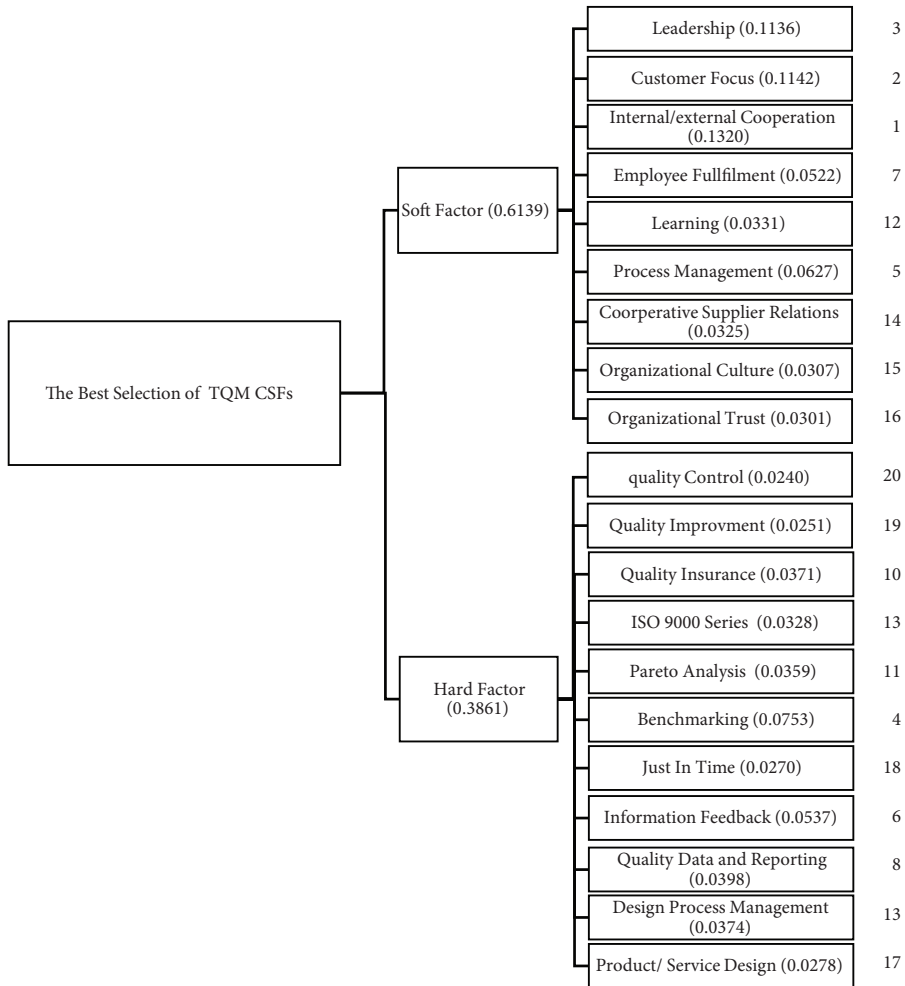 Leadership (0.1136) 3
Customer Focus (0.1142) 2
Internal/external Cooperation
(0.1320) 1
Employee Fullfilment (0.0522) 7
Soft Factor (0.6139)
Learning (0.0331) 12
Process Management (0.0627) 5
Coorperative Supplier Relations
(0.0325) 14
Organizational Culture (0.0307) 15
The Best Selection of TQM CSFs
Organizational Trust (0.0301) 16
quality Control (0.0240) 20
Quality Improvment (0.0251) 19
Quality Insurance (0.0371) 10
ISO 9000 Series (0.0328) 13
Pareto Analysis (0.0359) 11
Hard Factor
(0.3861)
Benchmarking (0.0753) 4
Just In Time (0.0270) 18
Information Feedback (0.0537) 6
Quality Data and Reporting
(0.0398) 8
Design Process Management
(0.0374) 13
Product/ Service Design (0.0278) 17